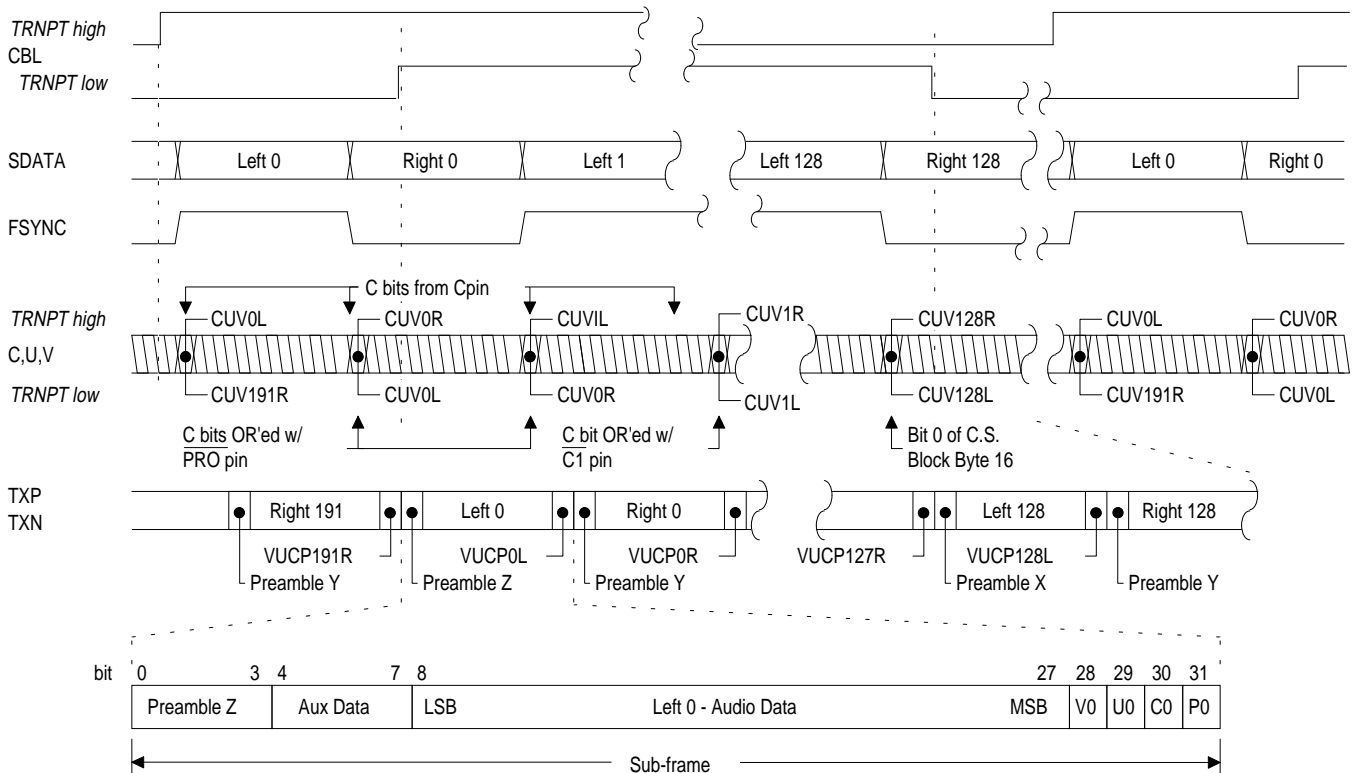 TRNPT high
CBL
TRNPT low
SDATA
Left 0
Right 0
Left 1
Left 128
Right 128
Left 0
Right 0
FSYNC
C bits from Cpin
TRNPT high
CUV0L
CUV0R
CUVIL
CUV1R
CUV128R
CUV0L
CUV0R
C,U,V
TRNPT low
CUV191R
CUV0L
CUV0R
CUV1L
CUV128L
CUV191R
CUV0L
C bits OR'ed w/
PRO pin
C bit OR'ed w/
C1 pin
Bit 0 of C.S.
Block Byte 16
TXP
TXN
Right 191
Left 0
Right 0
Left 128
Right 128
VUCP191R
VUCP0L
VUCP0R
VUCP127R
VUCP128L
Preamble Y
Preamble Z
Preamble Y
Preamble X
Preamble Y
bit 0 3 4 7 8 27 28 29 30 31
Preamble Z
Aux Data
LSB
Left 0 - Audio Data
MSB
V0
U0
C0
P0
Sub-frame